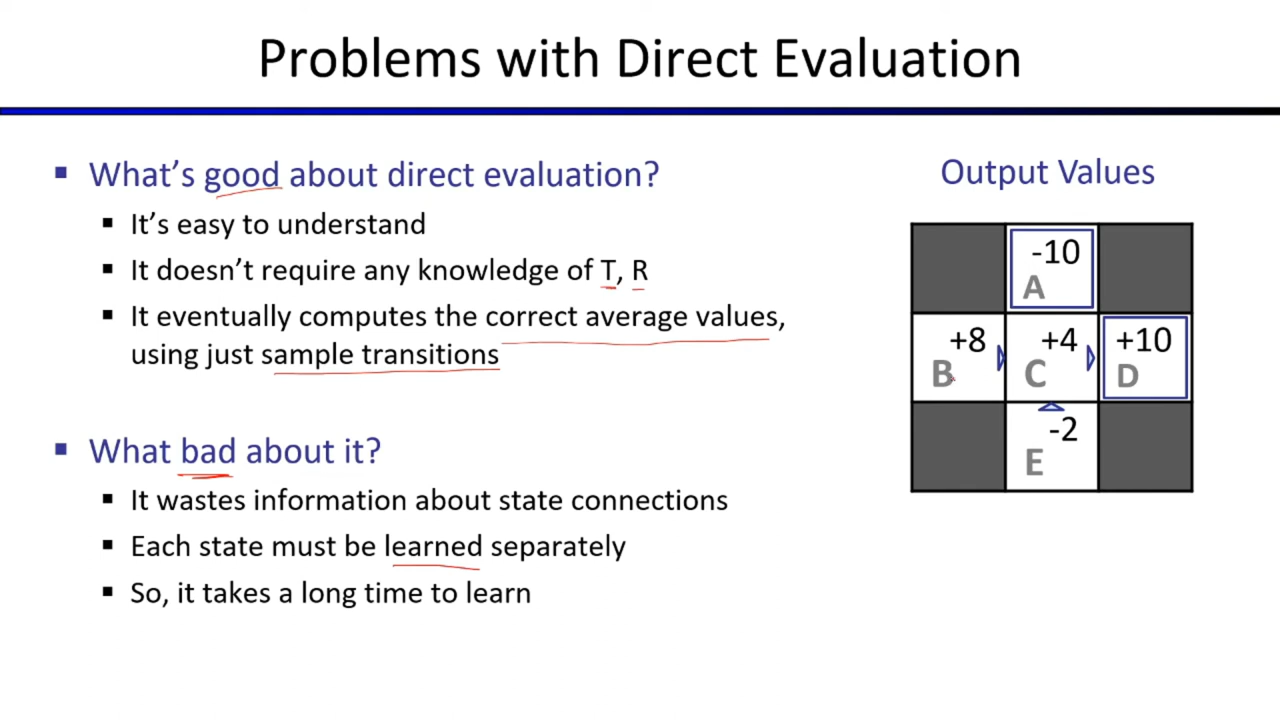 Problems with Direct Evaluation
What's good about direct evaluation?
It's easy to understand
It doesn't require any knowledge of T, R
It eventually computes the correct average values,
using just sample transitions
What bad about it?
It wastes information about state connections
Each state must be learned separately
So, it takes a long time to learn
Output Values
-10
A
+8 +4 +10
B C D
-2
E